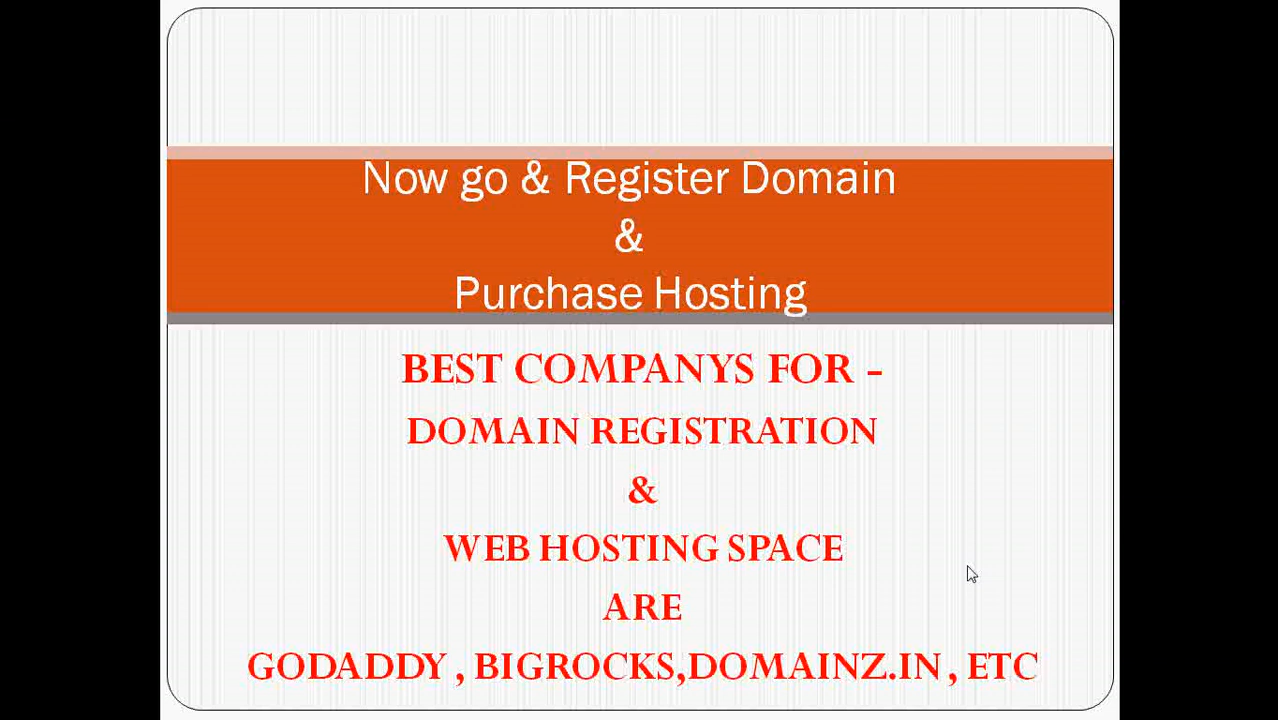 Now go & Register Domain
&
Purchase Hosting
BEST COMPANYS FOR -
DOMAIN REGISTRATION
&
WEB HOSTING SPACE
ARE
GODADDY , BIGROCKS,DOMAINZ.IN , ETC